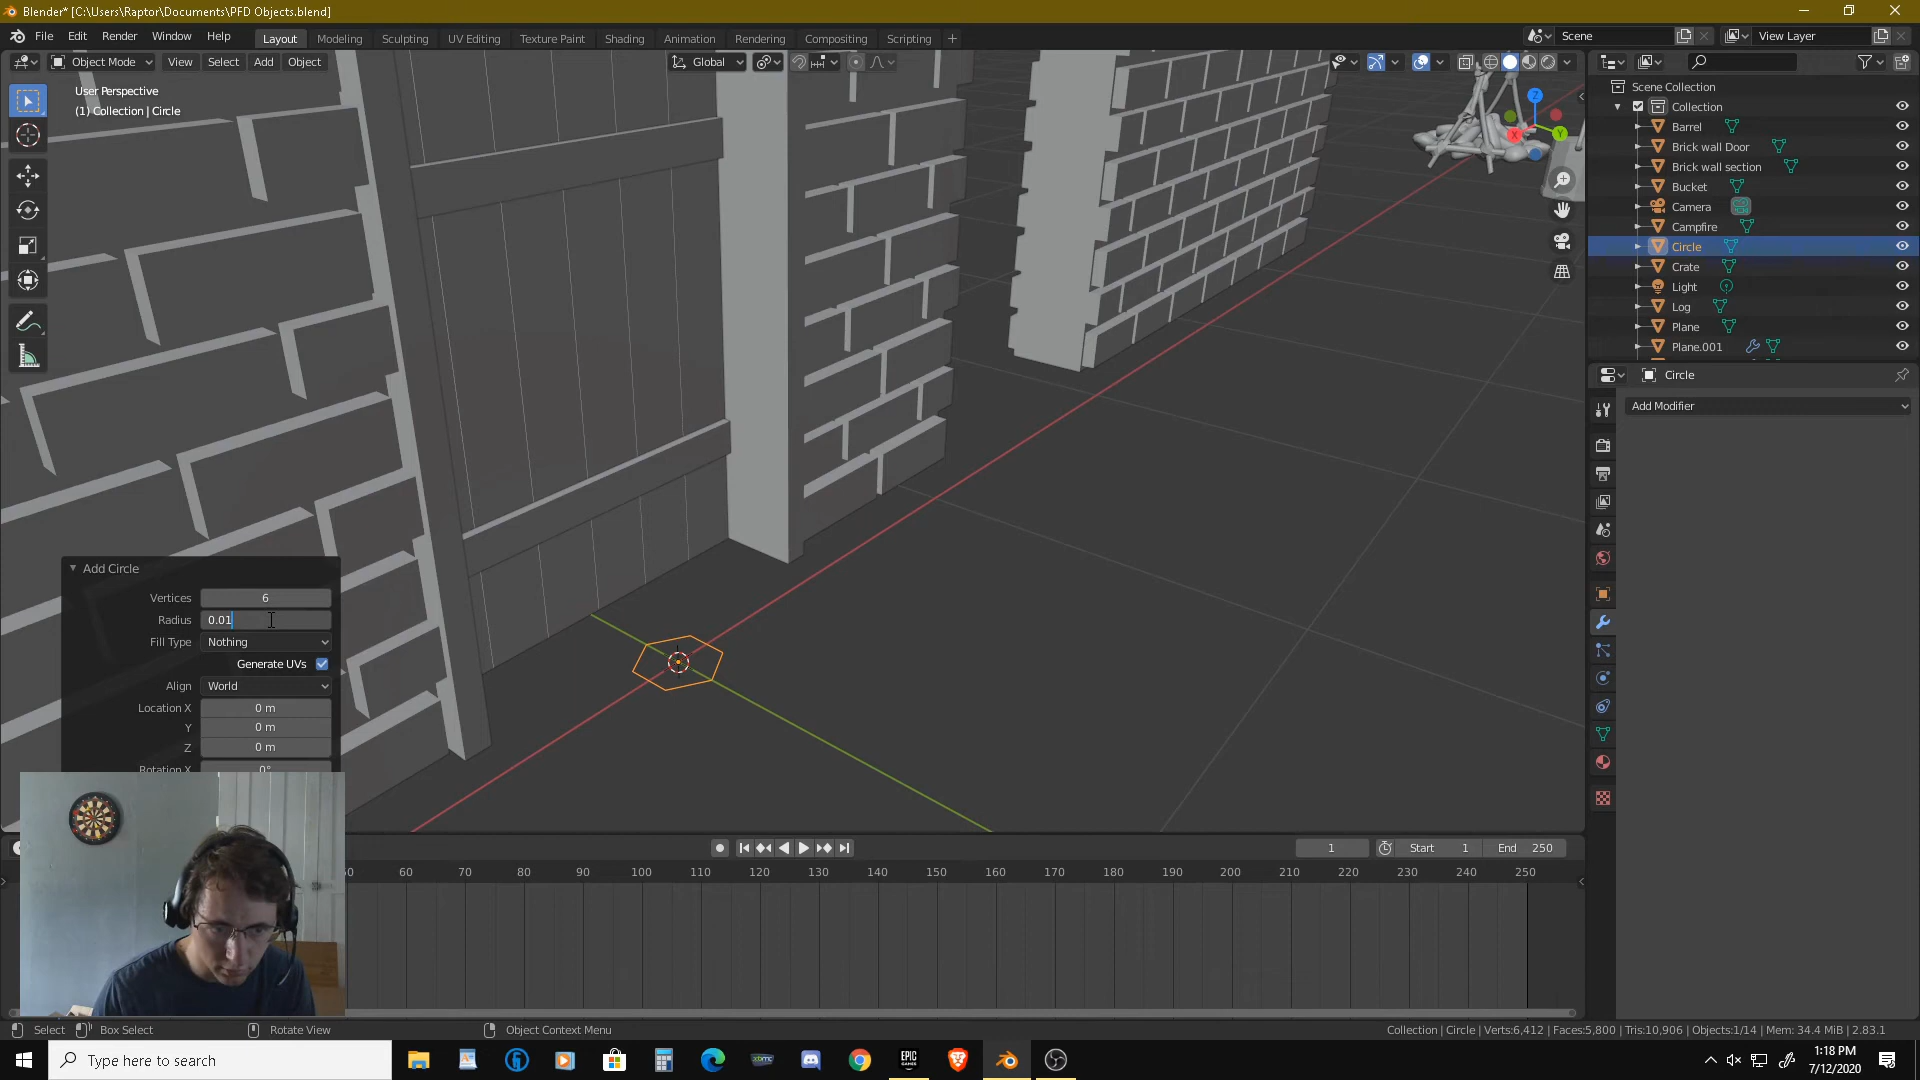 Blender* [C:\Users\Raptor\Documents\PFD Objects.blend]
File Edit Render Window Help
Layout Modeling Sculpting UV Editing Texture Paint Shading Animation Rendering Compositing Scripting +
Scene
View Layer
Object Mode View Select Add Object
Global
User Perspective
(1) Collection | Circle
Z
Y
X
Scene Collection
Collection
Barrel
Brick wall Door
Brick wall section
Bucket
Camera
Campfire
Circle
Crate
Light
Log
Plane
Plane.001
Circle
Add Modifier
Add Circle
Vertices 6
Radius 0.01
Fill Type Nothing
Generate UVs
Align World
Location X 0 m
Y 0 m
Z 0 m
Rotation X 0°
1 Start 1 End 250
50 60 70 80 90 100 110 120 130 140 150 160 170 180 190 200 210 220 230 240 250
Select Box Select Rotate View Object Context Menu
Collection | Circle | Verts:6,412 | Faces:5,800 | Tris:10,906 | Objects:1/14 | Mem: 34.4 MiB | 2.83.1
Type here to search
EPIC GAMES
1:18 PM
7/12/2020